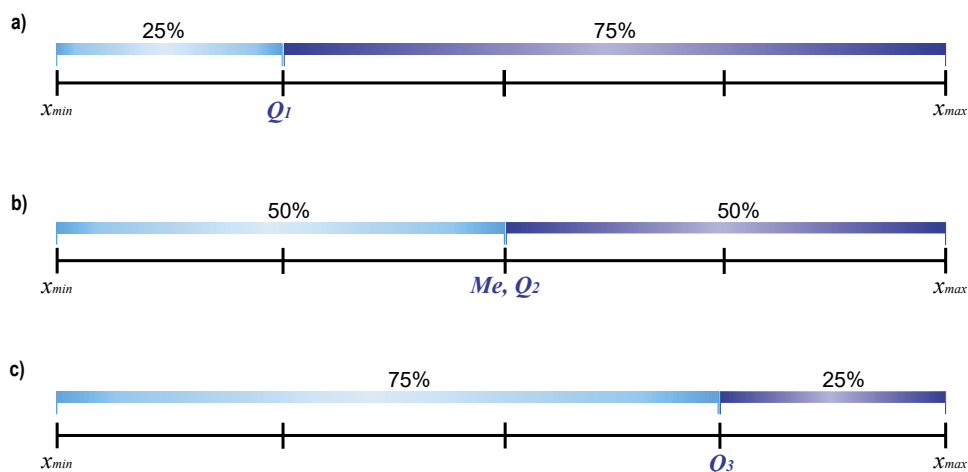 a)
25% 75%
xmin Q1 xmax
b)
50% 50%
xmin Me, Q2 xmax
c)
75% 25%
xmin Q3 xmax